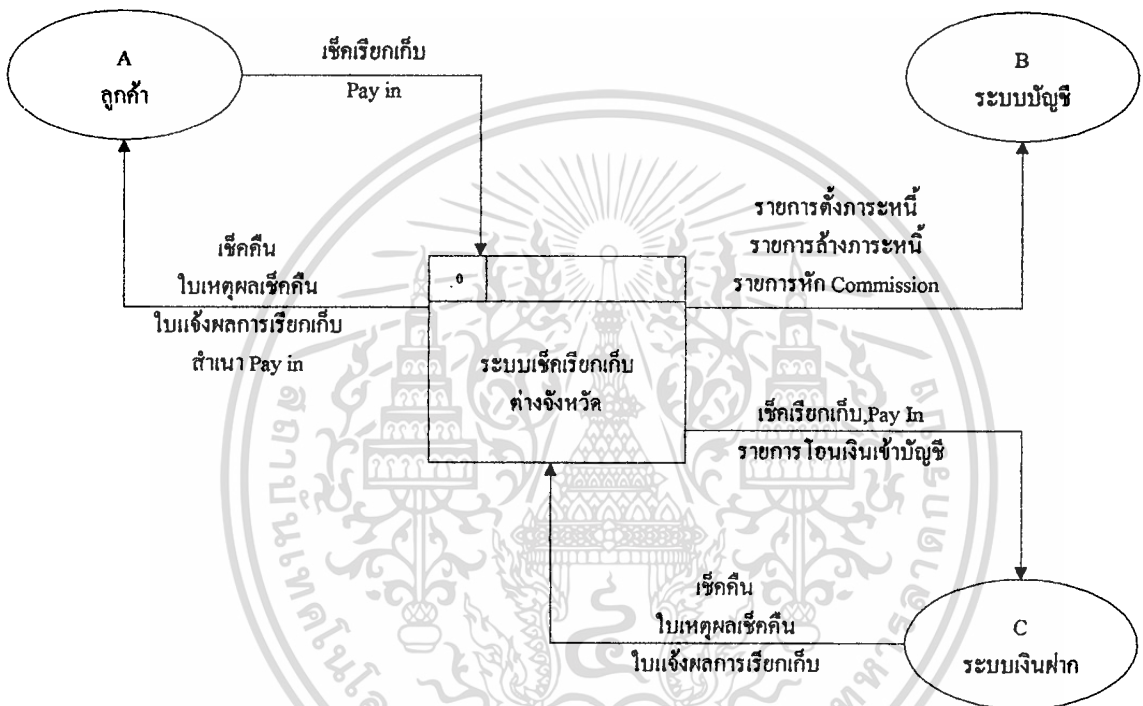 A
ลูกค้า
เช็คเรียกเก็บ
Pay in
B
ระบบบัญชี
เช็คคืน
ใบเหตุผลเช็คคืน
ใบแจ้งผลการเรียกเก็บ
สำเนา Pay in
.0
ระบบเช็คเรียกเก็บ
ต่างจังหวัด
รายการตั้งภาระหนี้
รายการล้างภาระหนี้
รายการหัก Commission
เช็คเรียกเก็บ,Pay In
รายการโอนเงินเข้าบัญชี
เช็คคืน
ใบเหตุผลเช็คคืน
ใบแจ้งผลการเรียกเก็บ
C
ระบบเงินฝาก